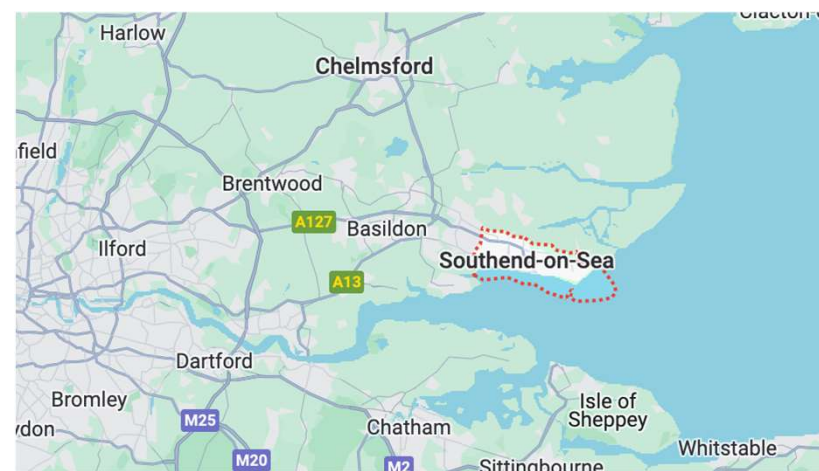 Harlow
Chelmsford
field
Brentwood
A127
Basildon
Ilford
Southend-on-Sea
A13
Dartford
Bromley
Isle of
Sheppey
M25
ydon
Chatham
Whitstable
M20
M2
Sittingbourne